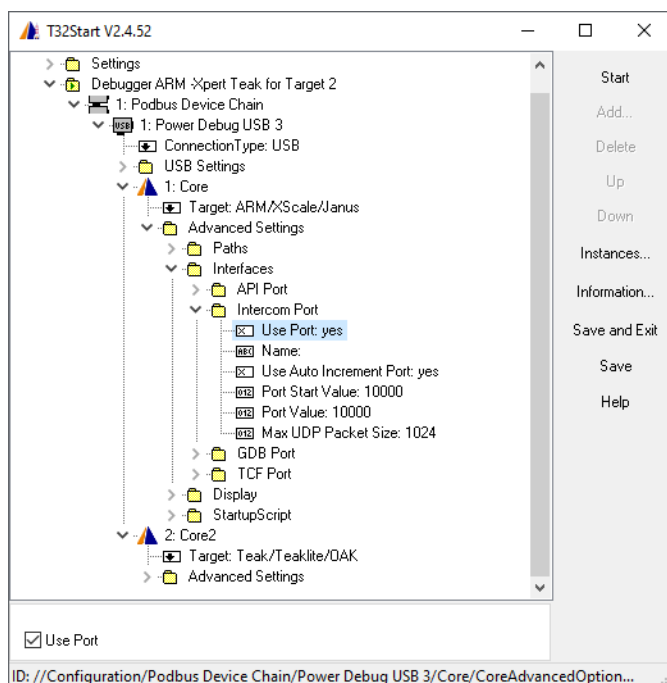 T32Start V2.4.52
Settings
Debugger ARM -Xpert Teak for Target 2
1: Podbus Device Chain
1: Power Debug USB 3
ConnectionType: USB
USB Settings
1: Core
Target: ARM/XScale/Janus
Advanced Settings
Paths
Interfaces
API Port
Intercom Port
Use Port: yes
Name:
Use Auto Increment Port: yes
Port Start Value: 10000
Port Value: 10000
Max UDP Packet Size: 1024
GDB Port
TCF Port
Display
StartupScript
2: Core2
Target: Teak/Teaklite/OAK
Advanced Settings
Start
Add...
Delete
Up
Down
Instances...
Information...
Save and Exit
Save
Help
Use Port
ID: //Configuration/Podbus Device Chain/Power Debug USB 3/Core/CoreAdvancedOption...